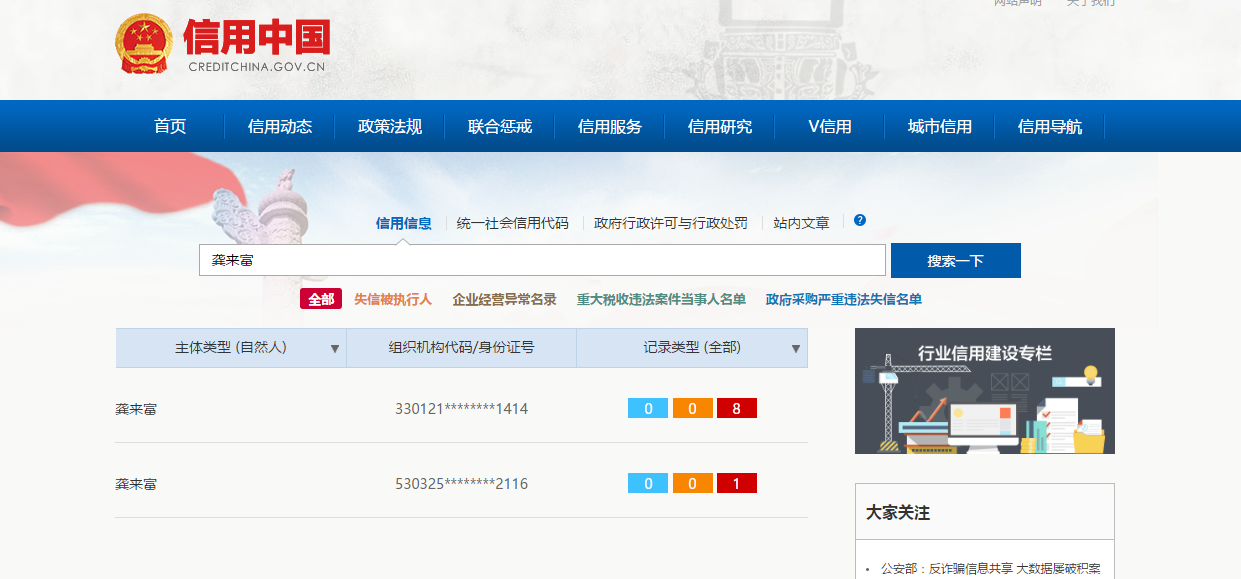 网站声明 关于我们
信用中国
CREDITCHINA.GOV.CN
首页 信用动态 政策法规 联合惩戒 信用服务 信用研究 V信用 城市信用 信用导航
信用信息 统一社会信用代码 政府行政许可与行政处罚 站内文章 ?
龚来富 搜索一下
全部 失信被执行人 企业经营异常名录 重大税收违法案件当事人名单 政府采购严重违法失信名单
主体类型 (自然人) ▼ 组织机构代码/身份证号 记录类型 (全部) ▼
行业信用建设专栏
龚来富 330121********1414 0 0 8
龚来富 530325********2116 0 0 1
大家关注
• 公安部：反诈骗信息共享 大数据屡破积案